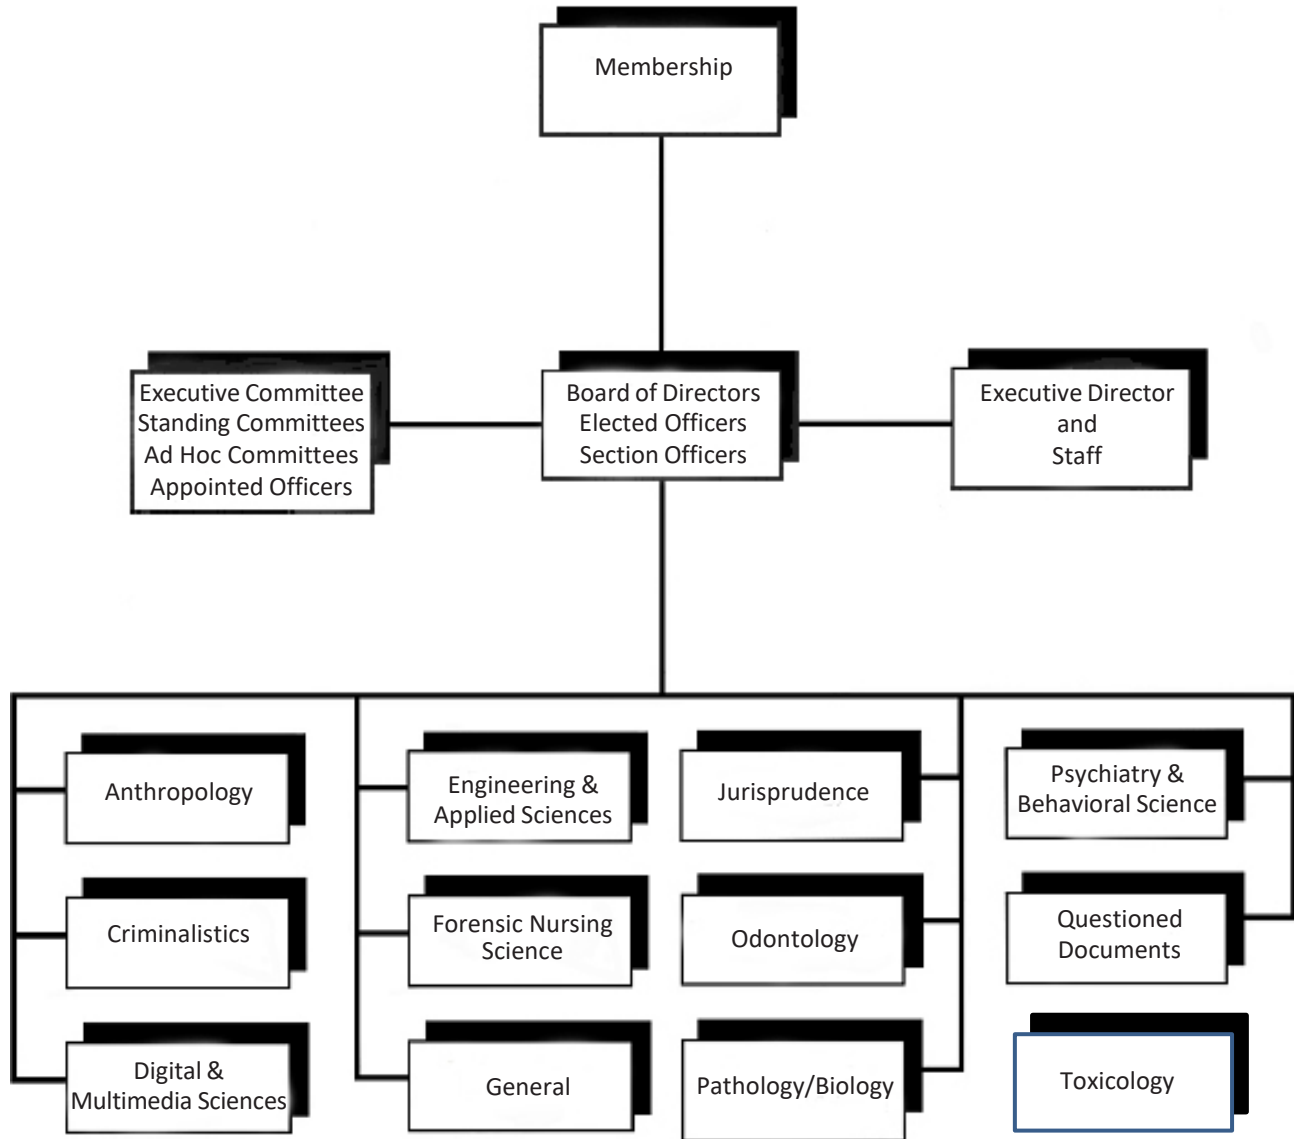 Membership
Executive Committee
Standing Committees
Ad Hoc Committees
Appointed Officers
Board of Directors
Elected Officers
Section Officers
Executive Director
and
Staff
Anthropology
Engineering &
Applied Sciences
Jurisprudence
Psychiatry &
Behavioral Science
Criminalistics
Forensic Nursing
Science
Odontology
Questioned
Documents
Digital &
Multimedia Sciences
General
Pathology/Biology
Toxicology